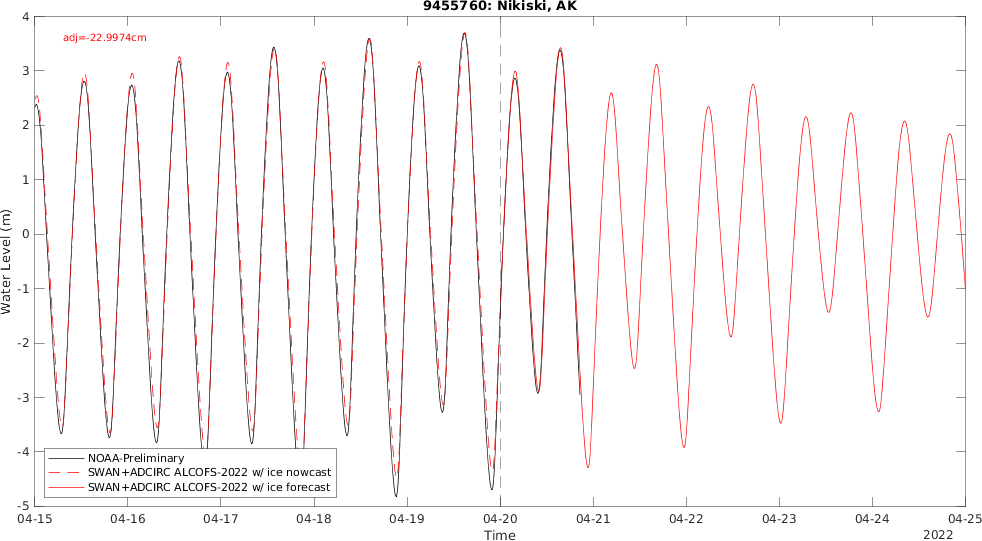 9455760: Nikiski, AK
adj=-22.9974cm
4
3
2
1
0
-1
-2
-3
-4
-5
Water Level (m)
NOAA-Preliminary
SWAN+ADCIRC ALCOFS-2022 w/ ice nowcast
SWAN+ADCIRC ALCOFS-2022 w/ ice forecast
04-15 04-16 04-17 04-18 04-19 04-20 04-21 04-22 04-23 04-24 04-25
Time
2022